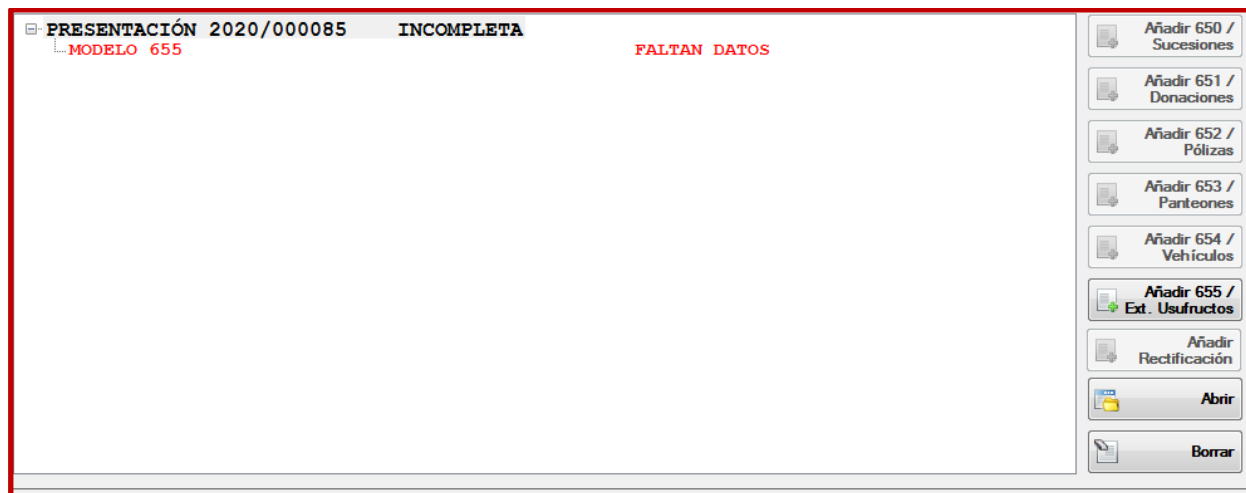 PRESENTACIÓN 2020/000085 INCOMPLETA
MODELO 655 FALTAN DATOS
Añadir 650 /
Sucesiones
Añadir 651 /
Donaciones
Añadir 652 /
Pólizas
Añadir 653 /
Panteones
Añadir 654 /
Vehículos
Añadir 655 /
Ext. Usufructos
Añadir
Rectificación
Abrir
Borrar